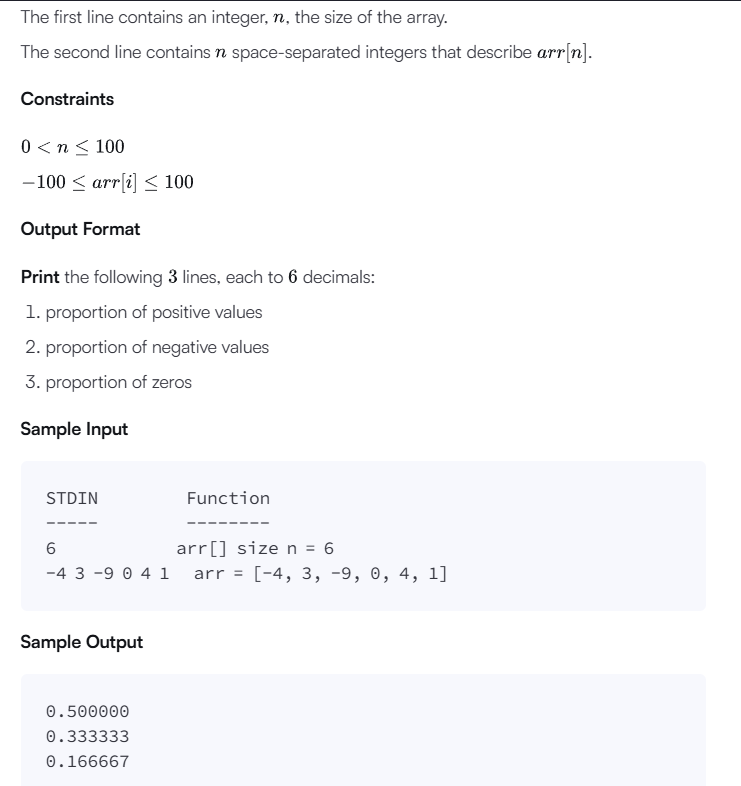 The first line contains an integer, n, the size of the array.
The second line contains n space-separated integers that describe arr[n].
Constraints
0 < n ≤ 100
−100 ≤ arr[i] ≤ 100
Output Format
Print the following 3 lines, each to 6 decimals:
1. proportion of positive values
2. proportion of negative values
3. proportion of zeros
Sample Input
STDIN Function
----- --------
6 arr[] size n = 6
-4 3 -9 0 4 1 arr = [-4, 3, -9, 0, 4, 1]
Sample Output
0.500000
0.333333
0.166667